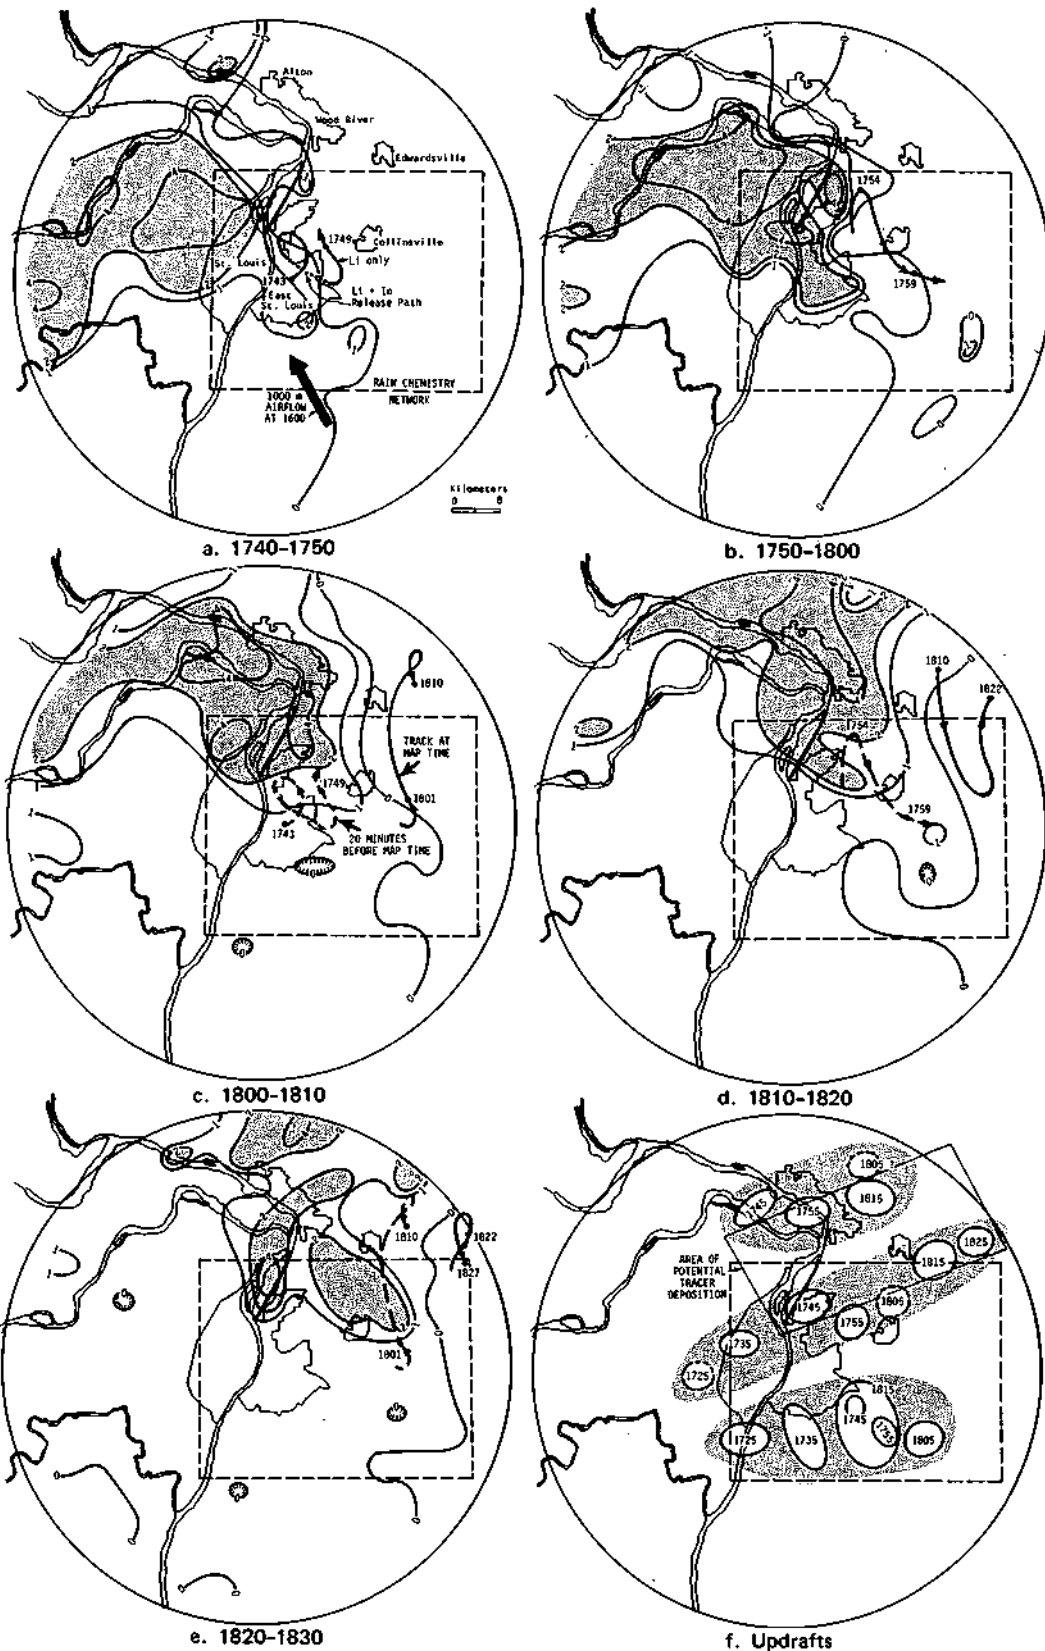 Alton
Wood River
Edwardsville
1749
Collinsville
Li only
St. Louis
1743
East
St. Louis
Li + In
Release Path
1000 m
AIRFLOW
AT 1600
RAIN CHEMISTRY
NETWORK
Kilometers
0 8
a. 1740-1750
1754
1759
b. 1750-1800
1810
TRACK AT
MAP TIME
1749
1801
1743
20 MINUTES
BEFORE MAP TIME
c. 1800-1810
1810
1822
1754
1759
d. 1810-1820
1810
1822
1827
1801
e. 1820-1830
1805
1745
1755
1815
AREA OF
POTENTIAL
TRACER
DEPOSITION
1825
1815
1745
1805
1755
1735
1725
1815
1745
1725
1735
1755
1805
f. Updrafts